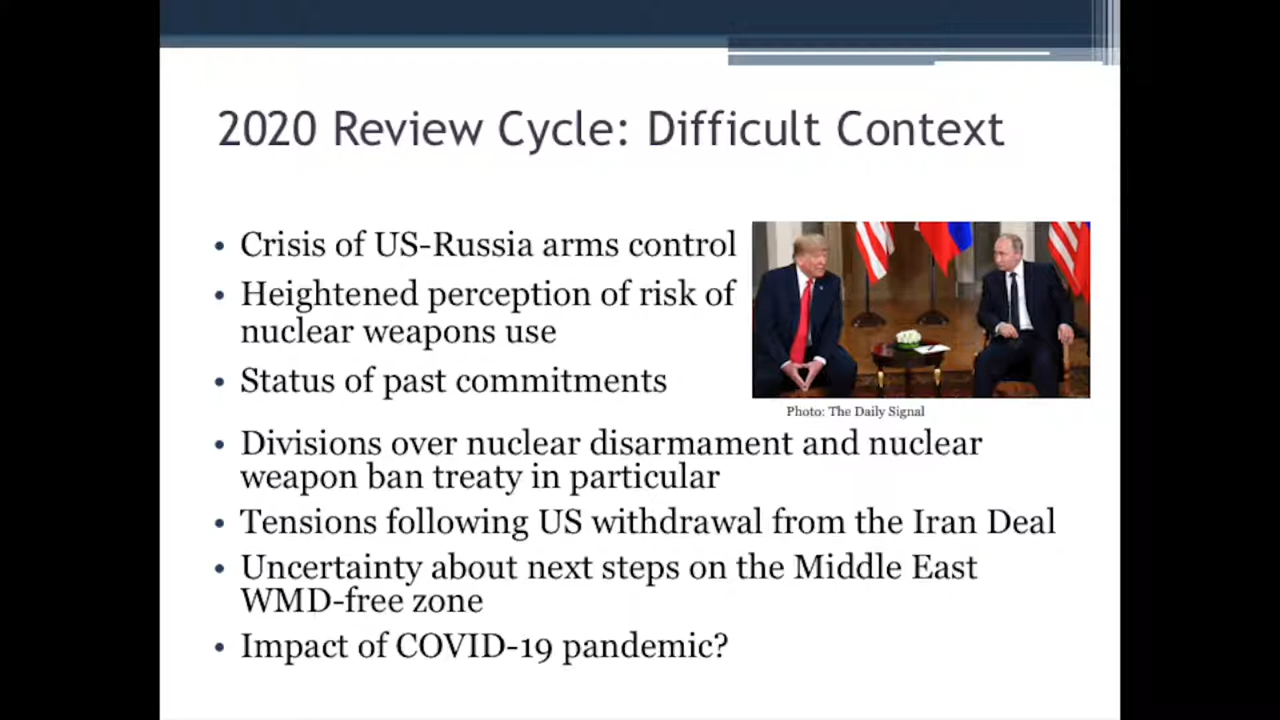 2020 Review Cycle: Difficult Context
• Crisis of US-Russia arms control
• Heightened perception of risk of
nuclear weapons use
• Status of past commitments
Photo: The Daily Signal
• Divisions over nuclear disarmament and nuclear
weapon ban treaty in particular
• Tensions following US withdrawal from the Iran Deal
• Uncertainty about next steps on the Middle East
WMD-free zone
• Impact of COVID-19 pandemic?